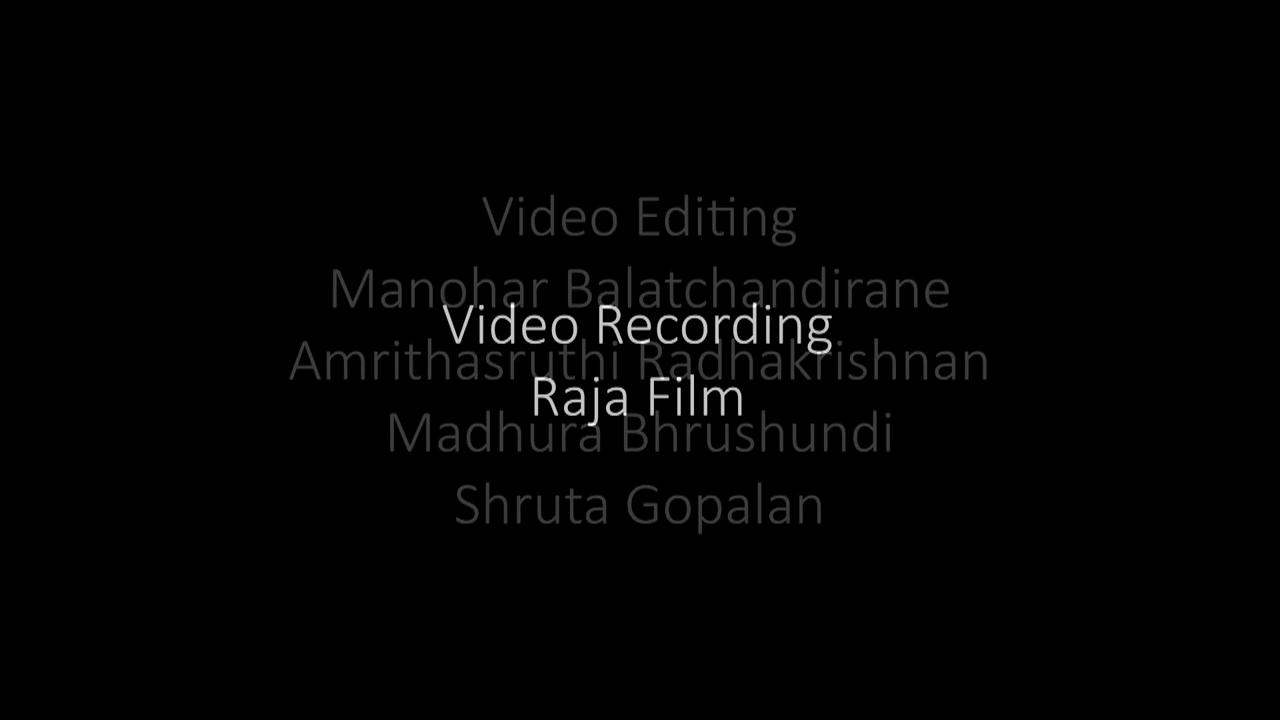 Video Editing
Manohar Balatchandirane
Video Recording
Amrithasruthi Radhakrishnan
Raja Film
Madhura Bhrushundi
Shruta Gopalan